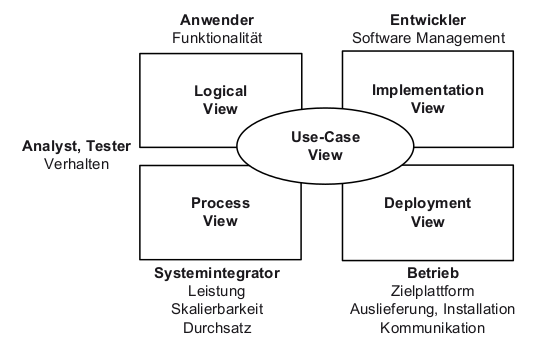 Anwender
Funktionalität
Entwickler
Software Management
Logical
View
Implementation
View
Use-Case
View
Analyst, Tester
Verhalten
Process
View
Deployment
View
Systemintegrator
Leistung
Skalierbarkeit
Durchsatz
Betrieb
Zielplattform
Auslieferung, Installation
Kommunikation